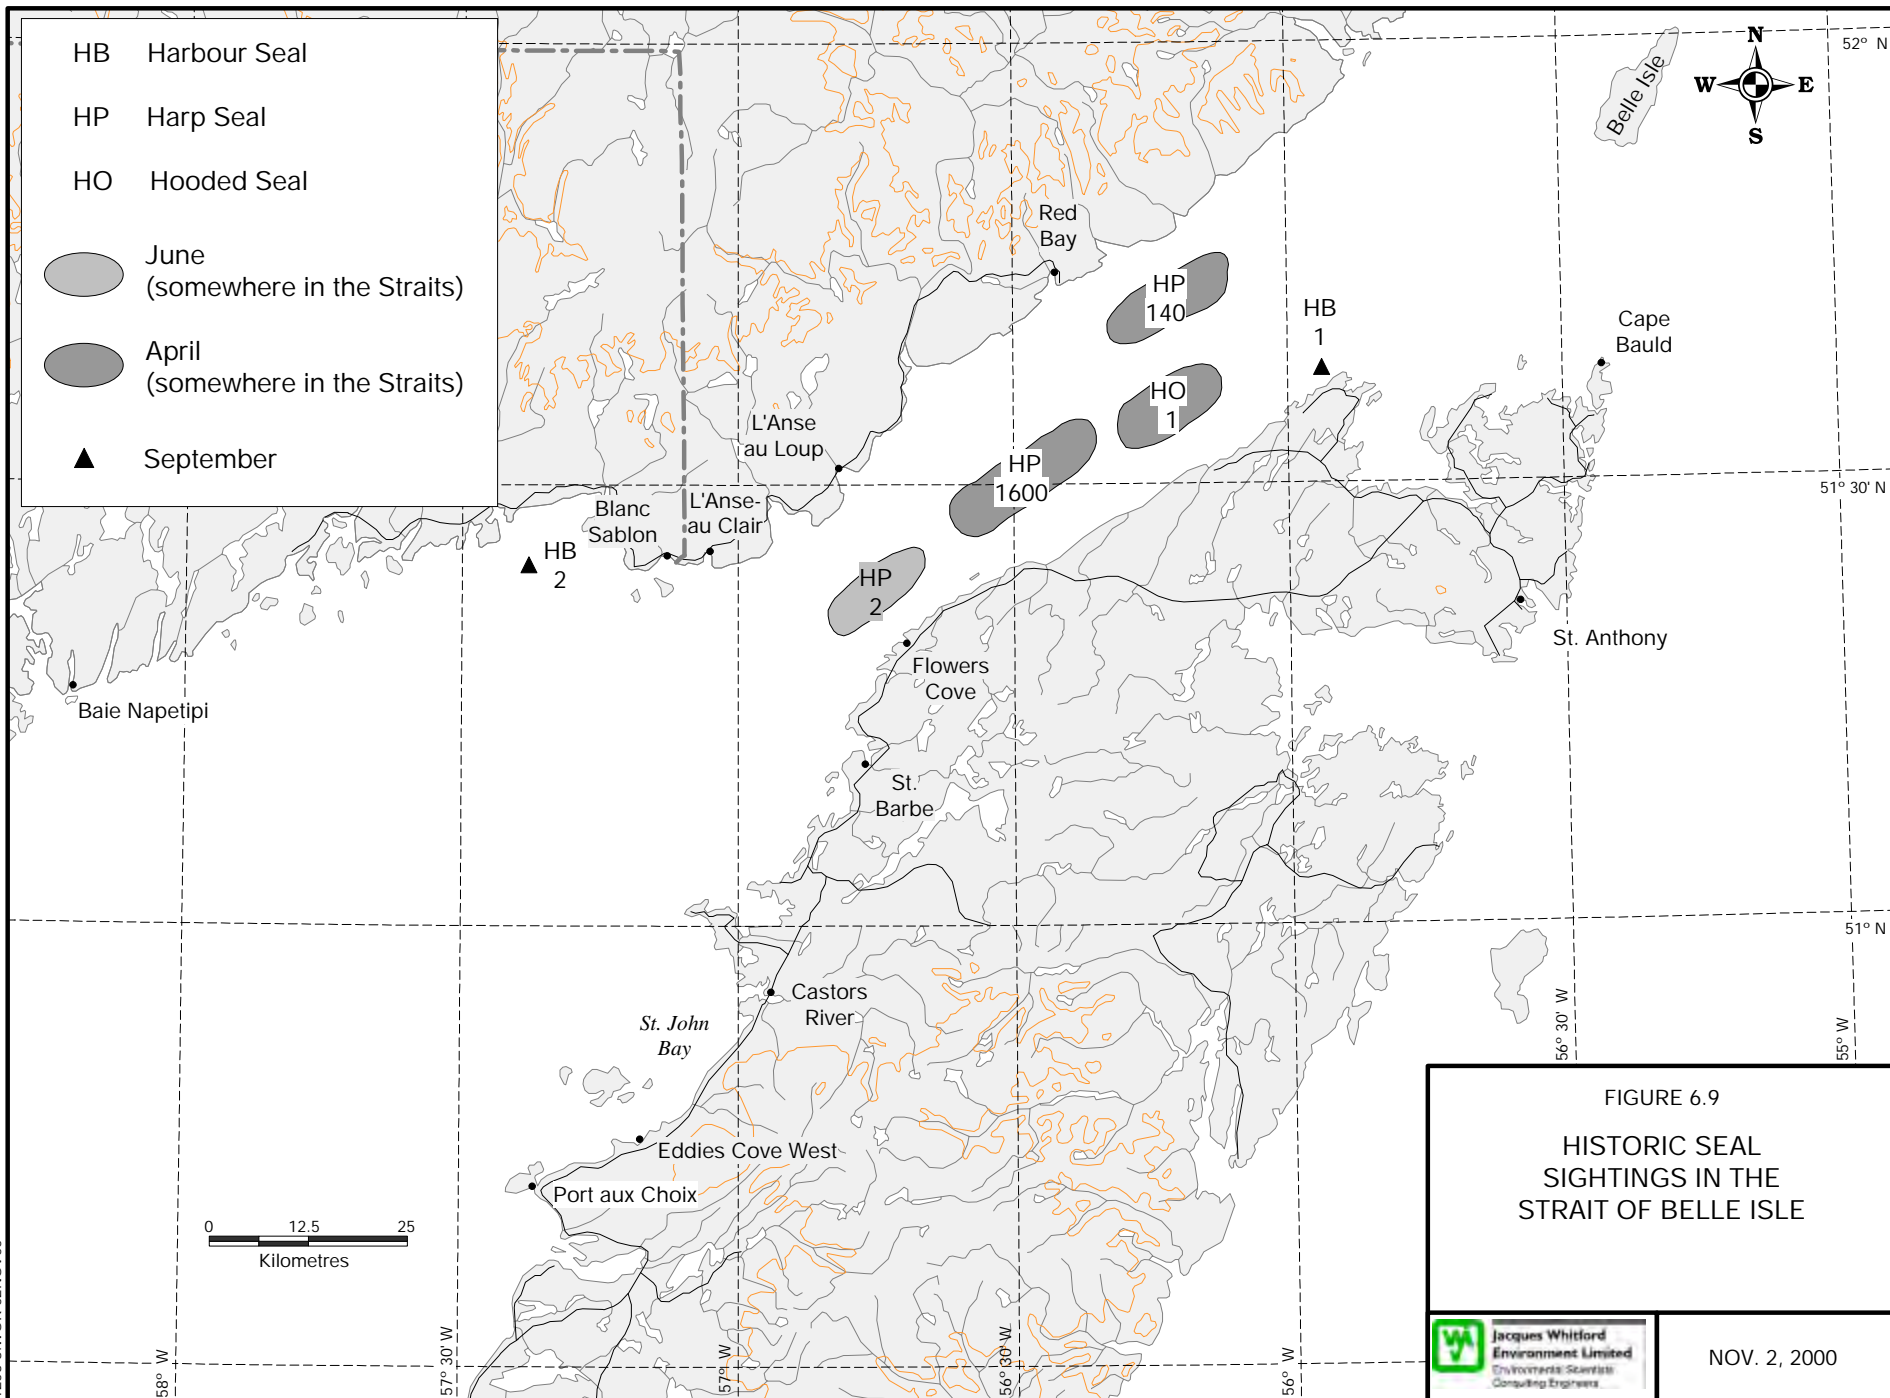 HB Harbour Seal
HP Harp Seal
HO Hooded Seal
June
(somewhere in the Straits)
April
(somewhere in the Straits)
September
52° N
N
W E
S
Belle Isle
Red
Bay
HP
140
HB
1
Cape
Bauld
HO
1
L'Anse
au Loup
HP
1600
51° 30' N
Blanc
Sablon
L'Anse-
au Clair
HB
2
HP
2
St. Anthony
Flowers
Cove
Baie Napetipi
St.
Barbe
51° N
Castors
River
St. John
Bay
56° 30' W
55° W
Eddies Cove West
Port aux Choix
0 12.5 25
Kilometres
58° W
57° 30' W
57° W
56° 30' W
56° W
FIGURE 6.9
HISTORIC SEAL
SIGHTINGS IN THE
STRAIT OF BELLE ISLE
Jacques Whitford
Environment Limited
Environmental Scientists
Consulting Engineers
NOV. 2, 2000